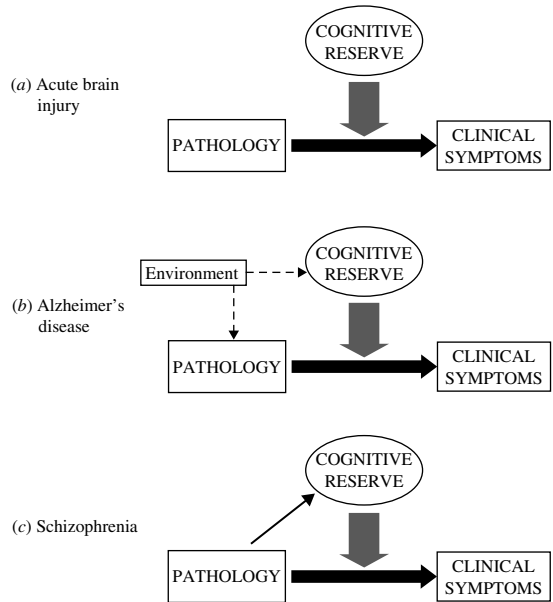 COGNITIVE
RESERVE
(a) Acute brain
injury
PATHOLOGY
CLINICAL
SYMPTOMS
Environment
COGNITIVE
RESERVE
(b) Alzheimer's
disease
PATHOLOGY
CLINICAL
SYMPTOMS
COGNITIVE
RESERVE
(c) Schizophrenia
PATHOLOGY
CLINICAL
SYMPTOMS